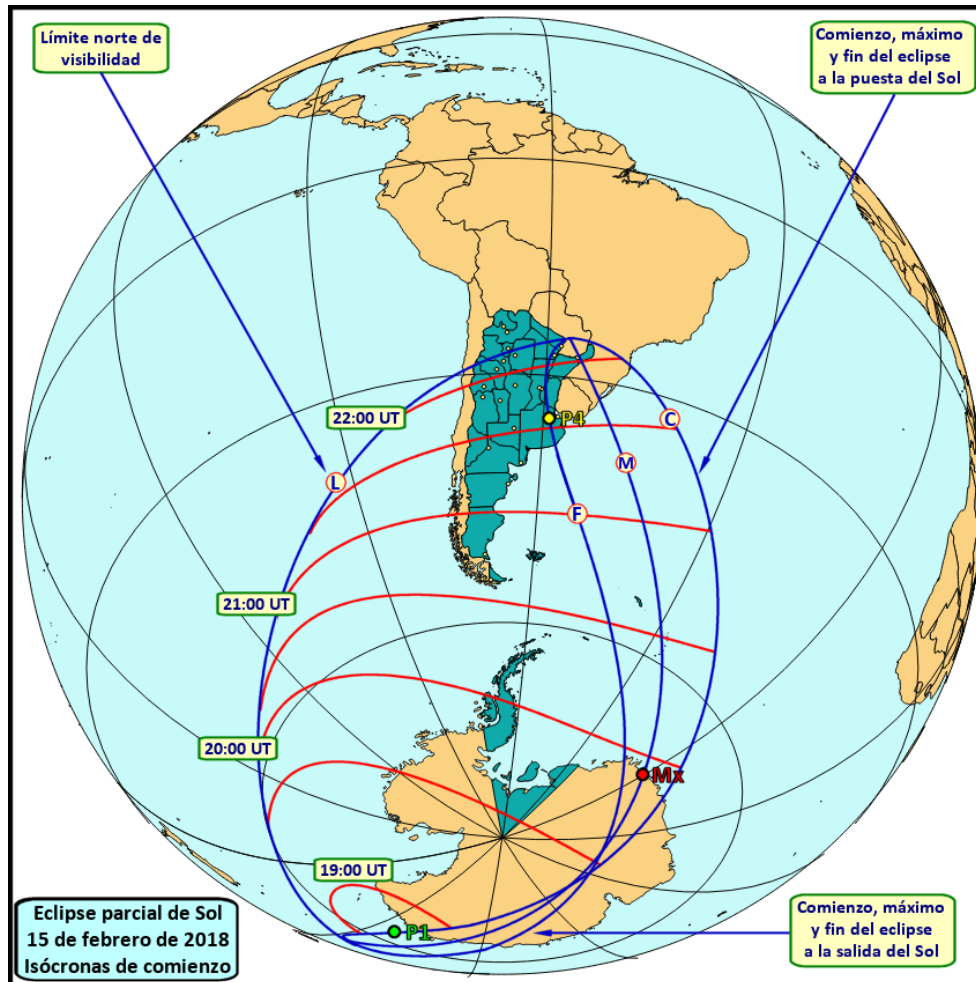 Límite norte de
visibilidad
Comienzo, máximo
y fin del eclipse
a la puesta del Sol
22:00 UT
P4
C
M
L
F
21:00 UT
20:00 UT
Mx
19:00 UT
P1
Eclipse parcial de Sol
15 de febrero de 2018
Isócronas de comienzo
Comienzo, máximo
y fin del eclipse
a la salida del Sol